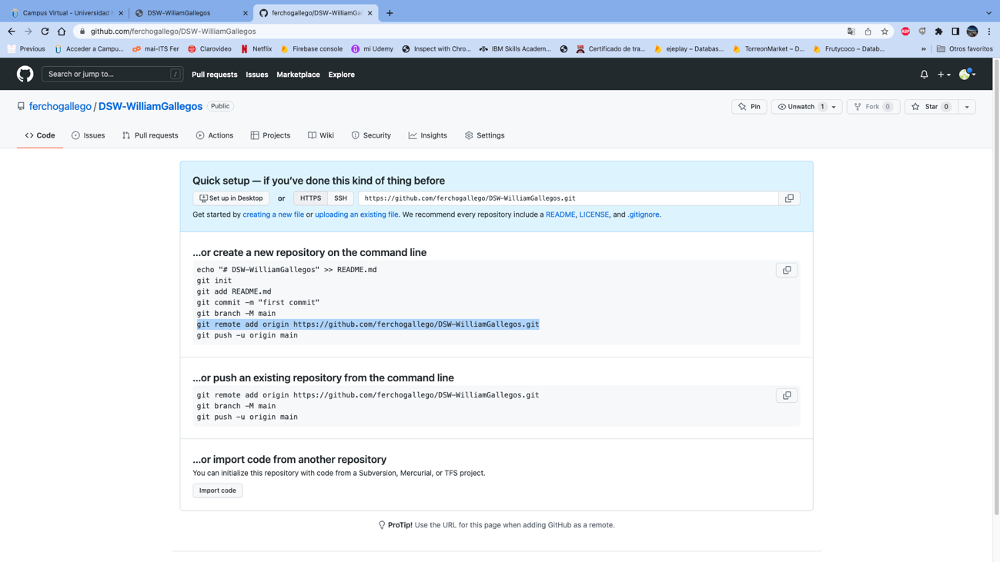 Campus Virtual - Universidad
DSW-WiliamGallegos
ferchogallego/DSW-WilliamGal
github.com/ferchogallego/DSW-WilliamGallegos
ABP
Previous
Acceder a Campu...
mai-ITS Fer
Clarovideo
Netflix
Firebase console
mi Udemy
Inspect with Chro...
IBM Skills Academ...
Certificado de tra...
ejeplay – Databas...
TorreonMarket – D...
Frutycoco – Datab...
»
Otros favoritos
Search or jump to...
/
Pull requests
Issues
Marketplace
Explore
ferchogallego / DSW-WilliamGallegos
Public
Pin
Unwatch 1
Fork 0
Star 0
Code
Issues
Pull requests
Actions
Projects
Wiki
Security
Insights
Settings
Quick setup — if you've done this kind of thing before
Set up in Desktop
or
HTTPS
SSH
https://github.com/ferchogallego/DSW-WilliamGallegos.git
Get started by creating a new file or uploading an existing file. We recommend every repository include a README, LICENSE, and .gitignore.
...or create a new repository on the command line
echo "# DSW-WilliamGallegos" >> README.md
git init
git add README.md
git commit -m "first commit"
git branch -M main
git remote add origin https://github.com/ferchogallego/DSW-WilliamGallegos.git
git push -u origin main
...or push an existing repository from the command line
git remote add origin https://github.com/ferchogallego/DSW-WilliamGallegos.git
git branch -M main
git push -u origin main
...or import code from another repository
You can initialize this repository with code from a Subversion, Mercurial, or TFS project.
Import code
ProTip! Use the URL for this page when adding GitHub as a remote.